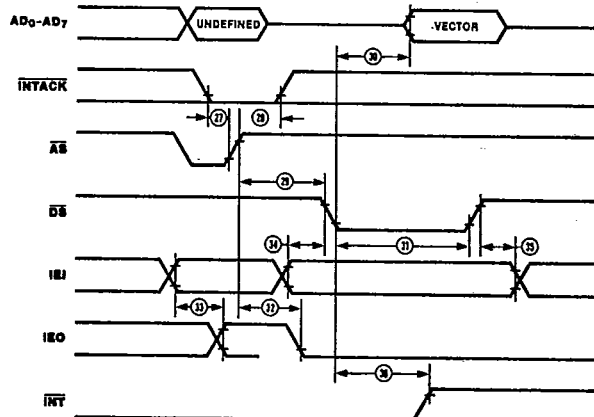 AD₀-AD₇ UNDEFINED VECTOR
30
INTACK
27 28
AS
29
DS
34 31 35
IEI
33 32
IEO
36
INT